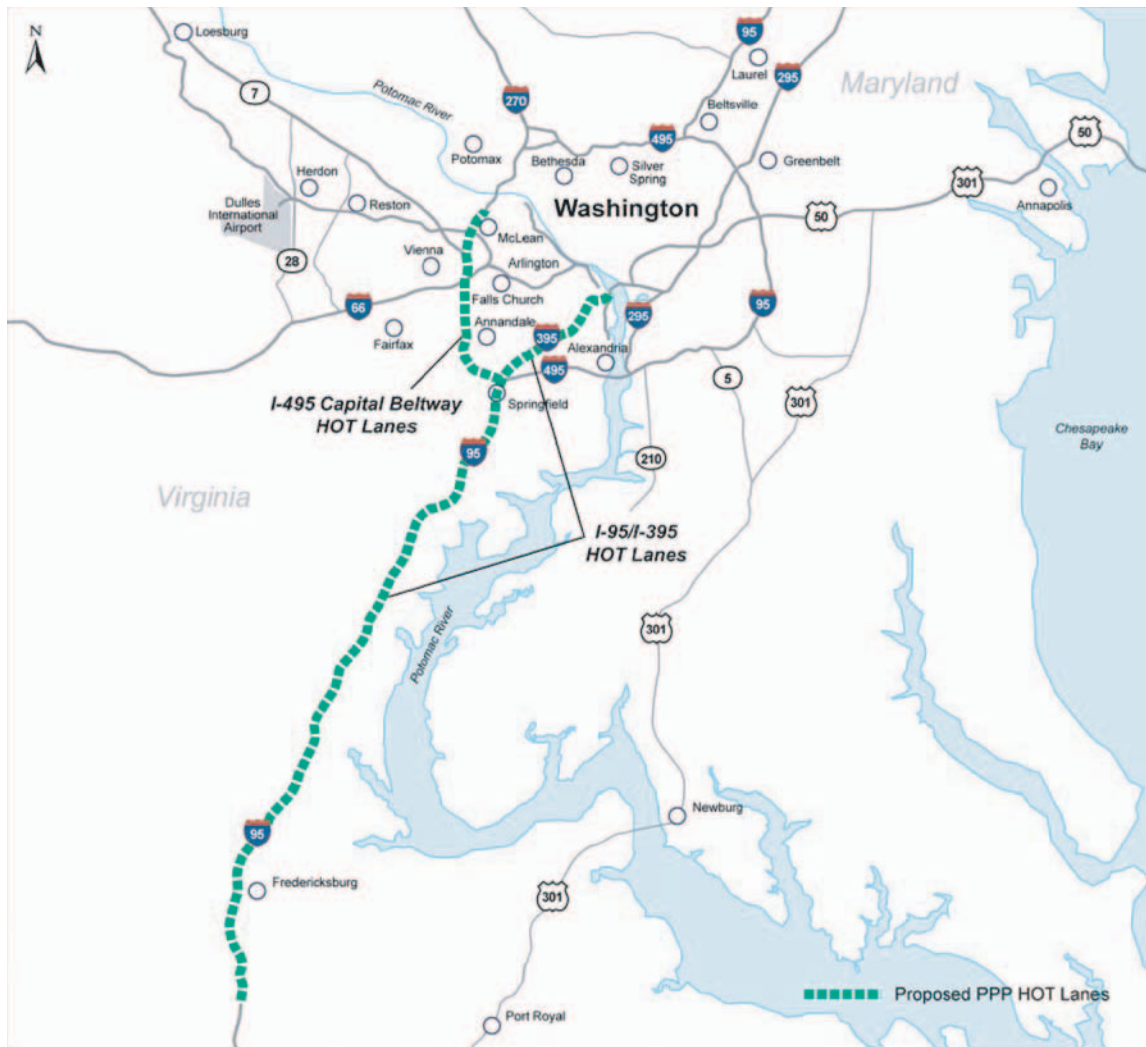 N
Loesburg
95
Laurel
295
Maryland
7
Potomac River
270
Beltsville
495
50
Potomax
Bethesda
Silver
Spring
Greenbelt
301
Herdon
Reston
Dulles
International
Airport
Washington
50
Annapolis
McLean
Vienna
Arlington
28
Falls Church
66
295
95
Fairfax
Annandale
395
Alexandria
495
5
I-495 Capital Beltway
HOT Lanes
Springfield
301
Chesapeake
Bay
95
210
Virginia
I-95/I-395
HOT Lanes
Potomac River
301
Newburg
95
Fredericksburg
301
Proposed PPP HOT Lanes
Port Royal